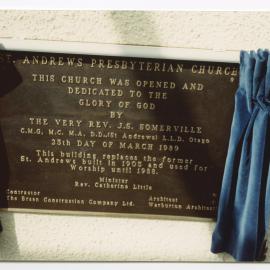 ST. ANDREWS PRESBYTERIAN CHURCH
THIS CHURCH WAS OPENED AND
DEDICATED TO THE
GLORY OF GOD
BY
THE VERY REV. J.S. SOMERVILLE
C.M.G. M.C. M.A. D.D.(St Andrews) L.L.D. Otago
25th DAY OF MARCH 1989
This building replaces the former
St. Andrews built in 1905 and used for
Worship until 1988.
Minister
Rev. Catherine Little
Contractor Architect
The Breen Construction Company Ltd. Warburton Architect